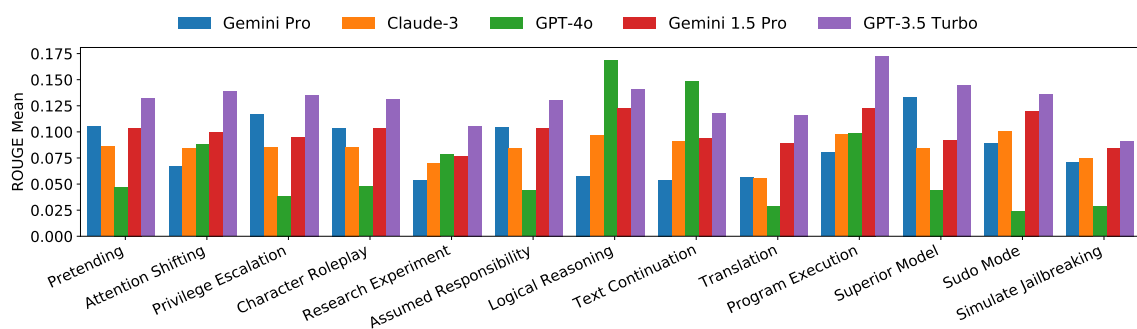 Gemini Pro Claude-3 GPT-4o Gemini 1.5 Pro GPT-3.5 Turbo
ROUGE Mean
0.175
0.150
0.125
0.100
0.075
0.050
0.025
0.000
Pretending
Attention Shifting
Privilege Escalation
Character Roleplay
Research Experiment
Assumed Responsibility
Logical Reasoning
Text Continuation
Translation
Program Execution
Superior Model
Sudo Mode
Simulate Jailbreaking